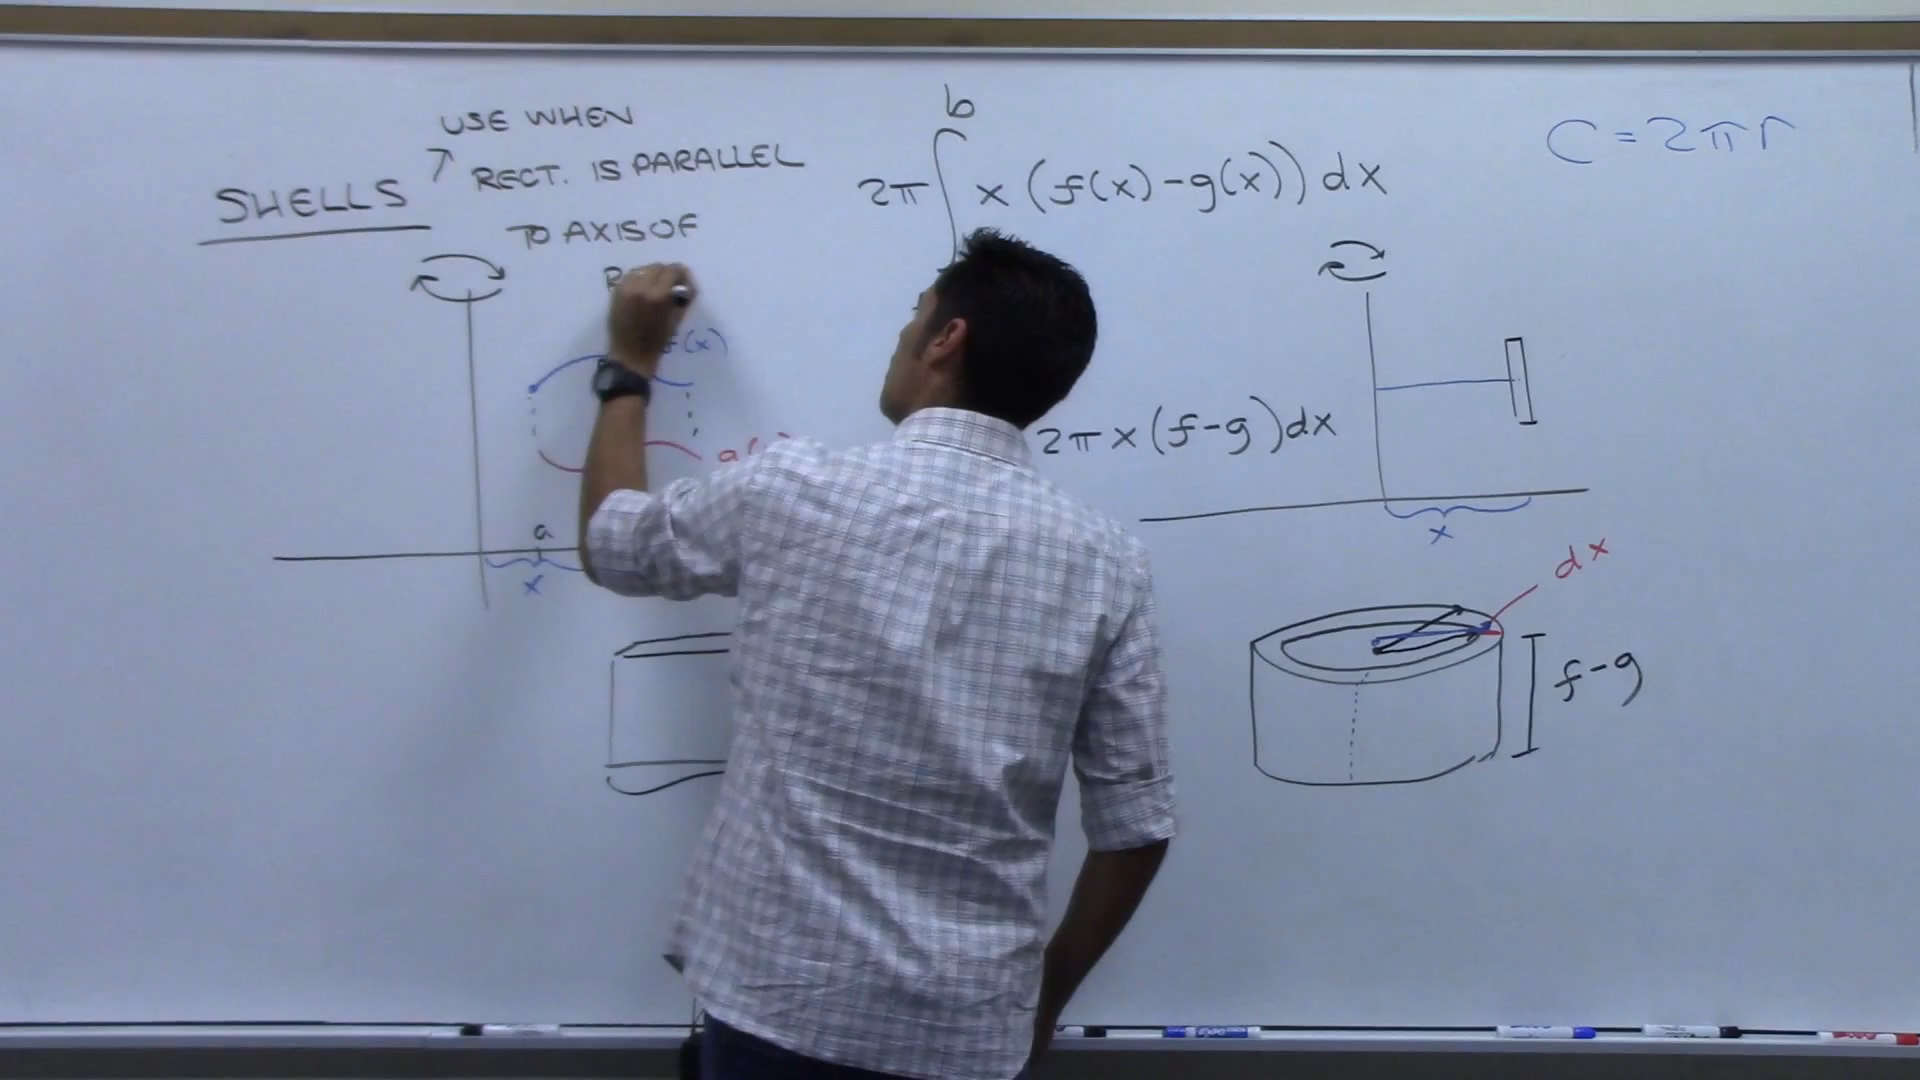 USE WHEN
SHELLS RECT. IS PARALLEL
TO AXIS OF
b
2π∫ x (f(x) - g(x)) dx
C = 2πr
f(x)
a
x
2πx(f-g)dx
x
dx
f-g